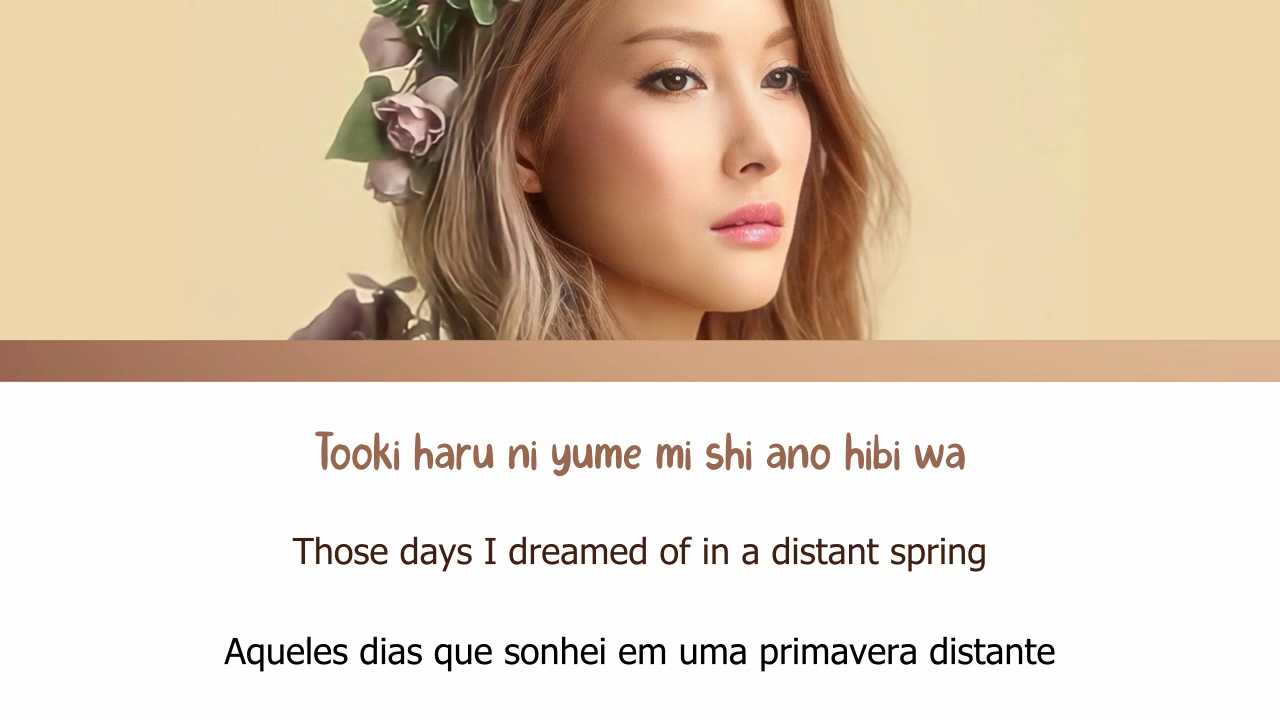 Tooki haru ni yume mi shi ano hibi wa
Those days I dreamed of in a distant spring
Aqueles dias que sonhei em uma primavera distante